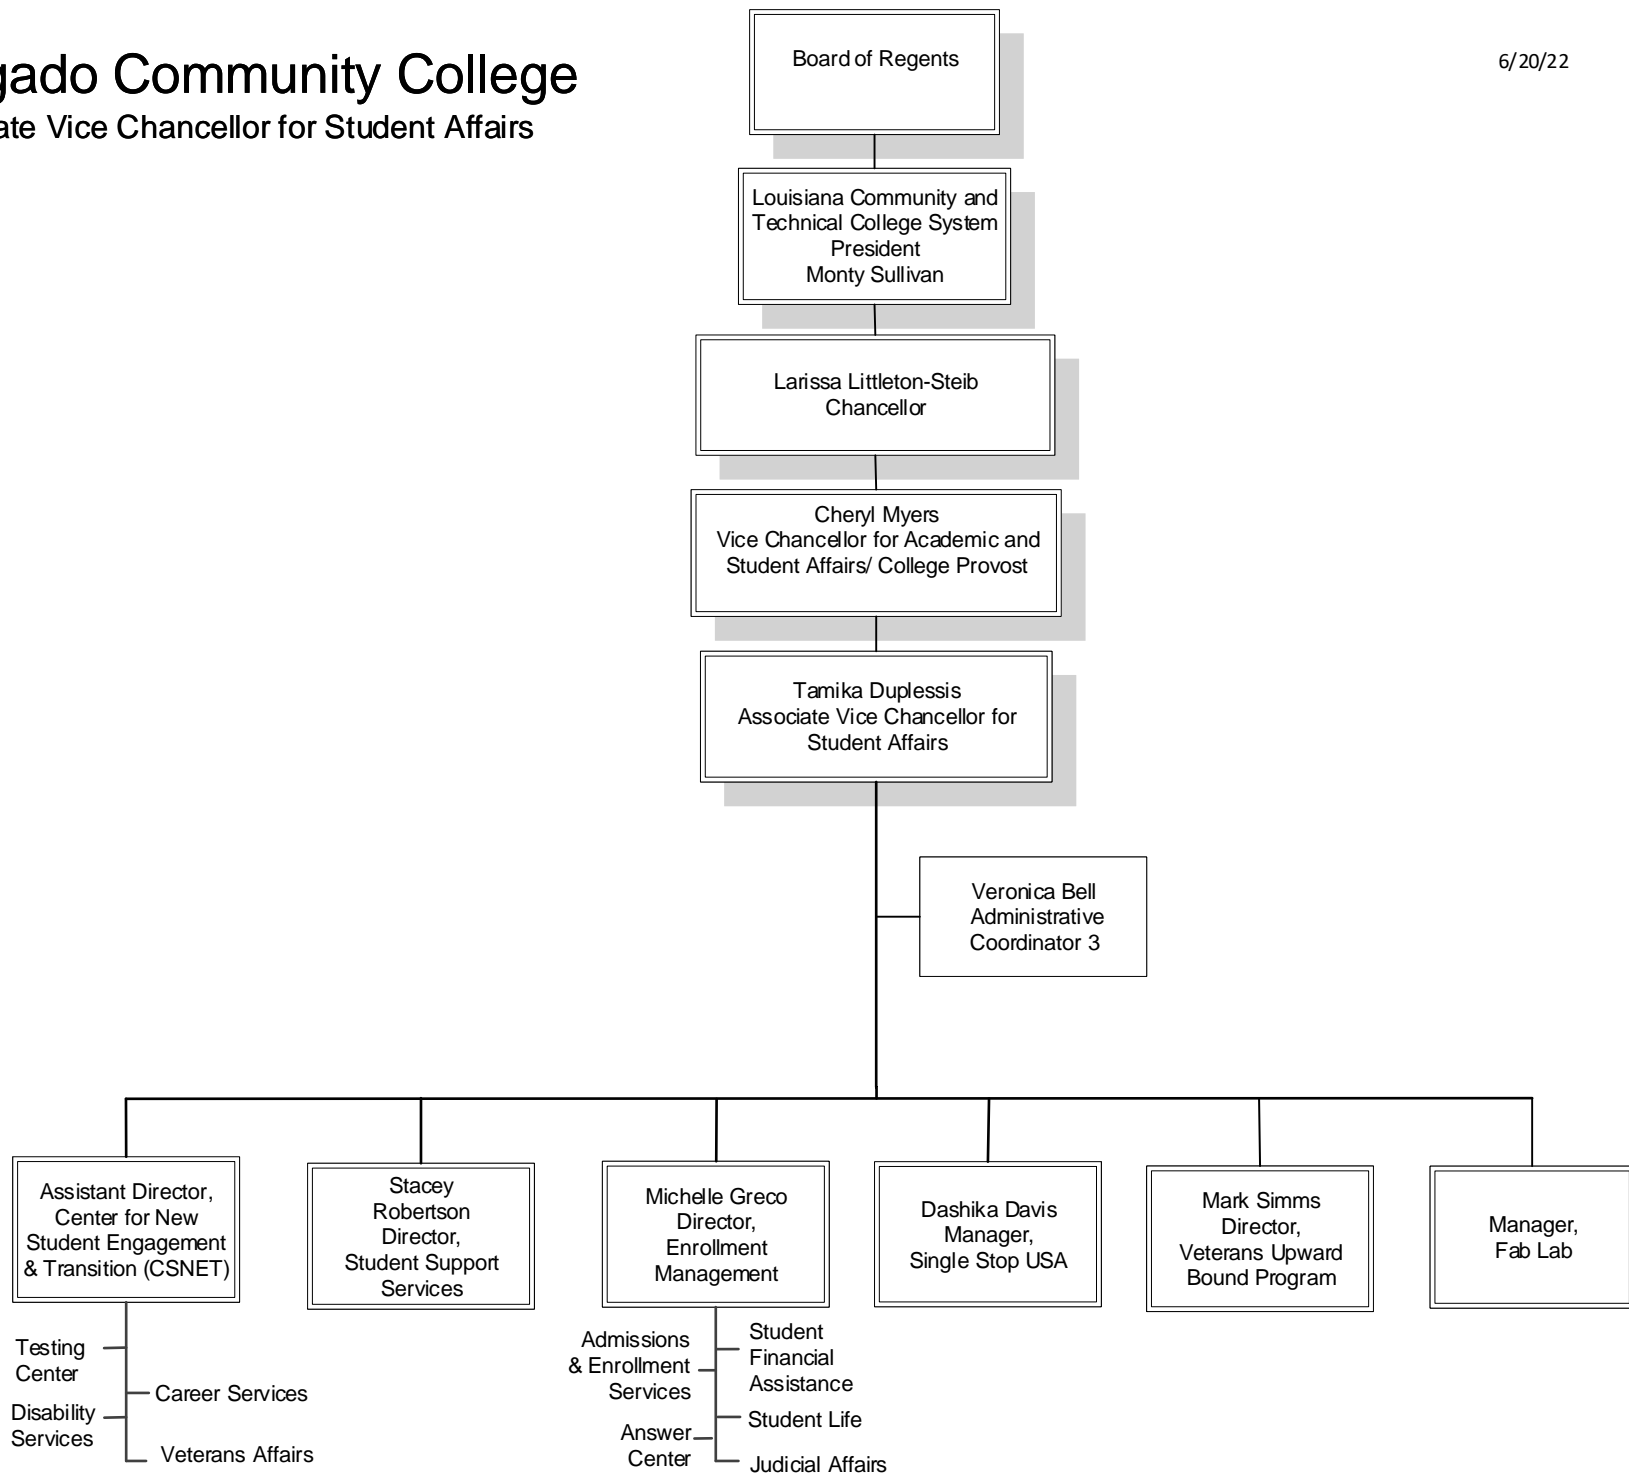 gado Community College
ate Vice Chancellor for Student Affairs
6/20/22
Board of Regents
Louisiana Community and
Technical College System
President
Monty Sullivan
Larissa Littleton-Steib
Chancellor
Cheryl Myers
Vice Chancellor for Academic and
Student Affairs/ College Provost
Tamika Duplessis
Associate Vice Chancellor for
Student Affairs
Veronica Bell
Administrative
Coordinator 3
Assistant Director,
Center for New
Student Engagement
& Transition (CSNET)
Testing
Center
Career Services
Disability
Services
Veterans Affairs
Stacey
Robertson
Director,
Student Support
Services
Michelle Greco
Director,
Enrollment
Management
Admissions
& Enrollment
Services
Student
Financial
Assistance
Student Life
Answer
Center
Judicial Affairs
Dashika Davis
Manager,
Single Stop USA
Mark Simms
Director,
Veterans Upward
Bound Program
Manager,
Fab Lab